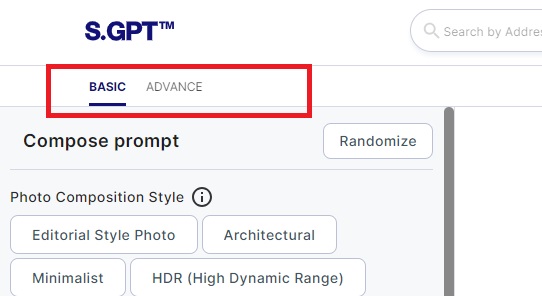 S.GPT™
Search by Addre
BASIC ADVANCE
Compose prompt
Randomize
Photo Composition Style
Editorial Style Photo
Architectural
Minimalist
HDR (High Dynamic Range)